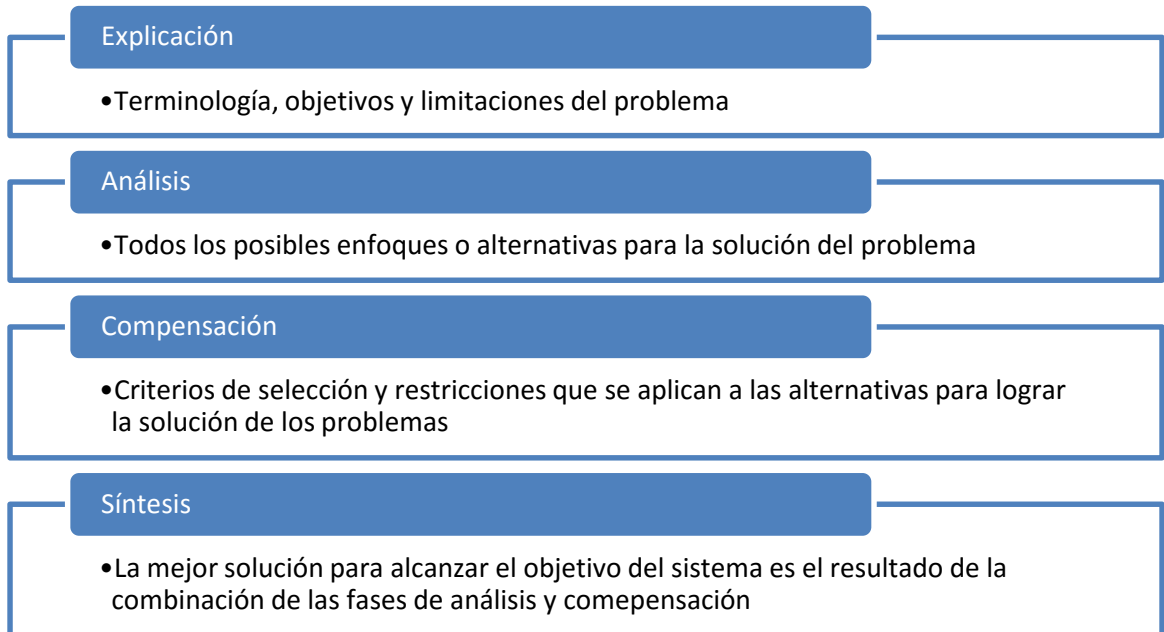 Explicación
•Terminología, objetivos y limitaciones del problema
Análisis
•Todos los posibles enfoques o alternativas para la solución del problema
Compensación
•Criterios de selección y restricciones que se aplican a las alternativas para lograr
la solución de los problemas
Síntesis
•La mejor solución para alcanzar el objetivo del sistema es el resultado de la
combinación de las fases de análisis y comepensación